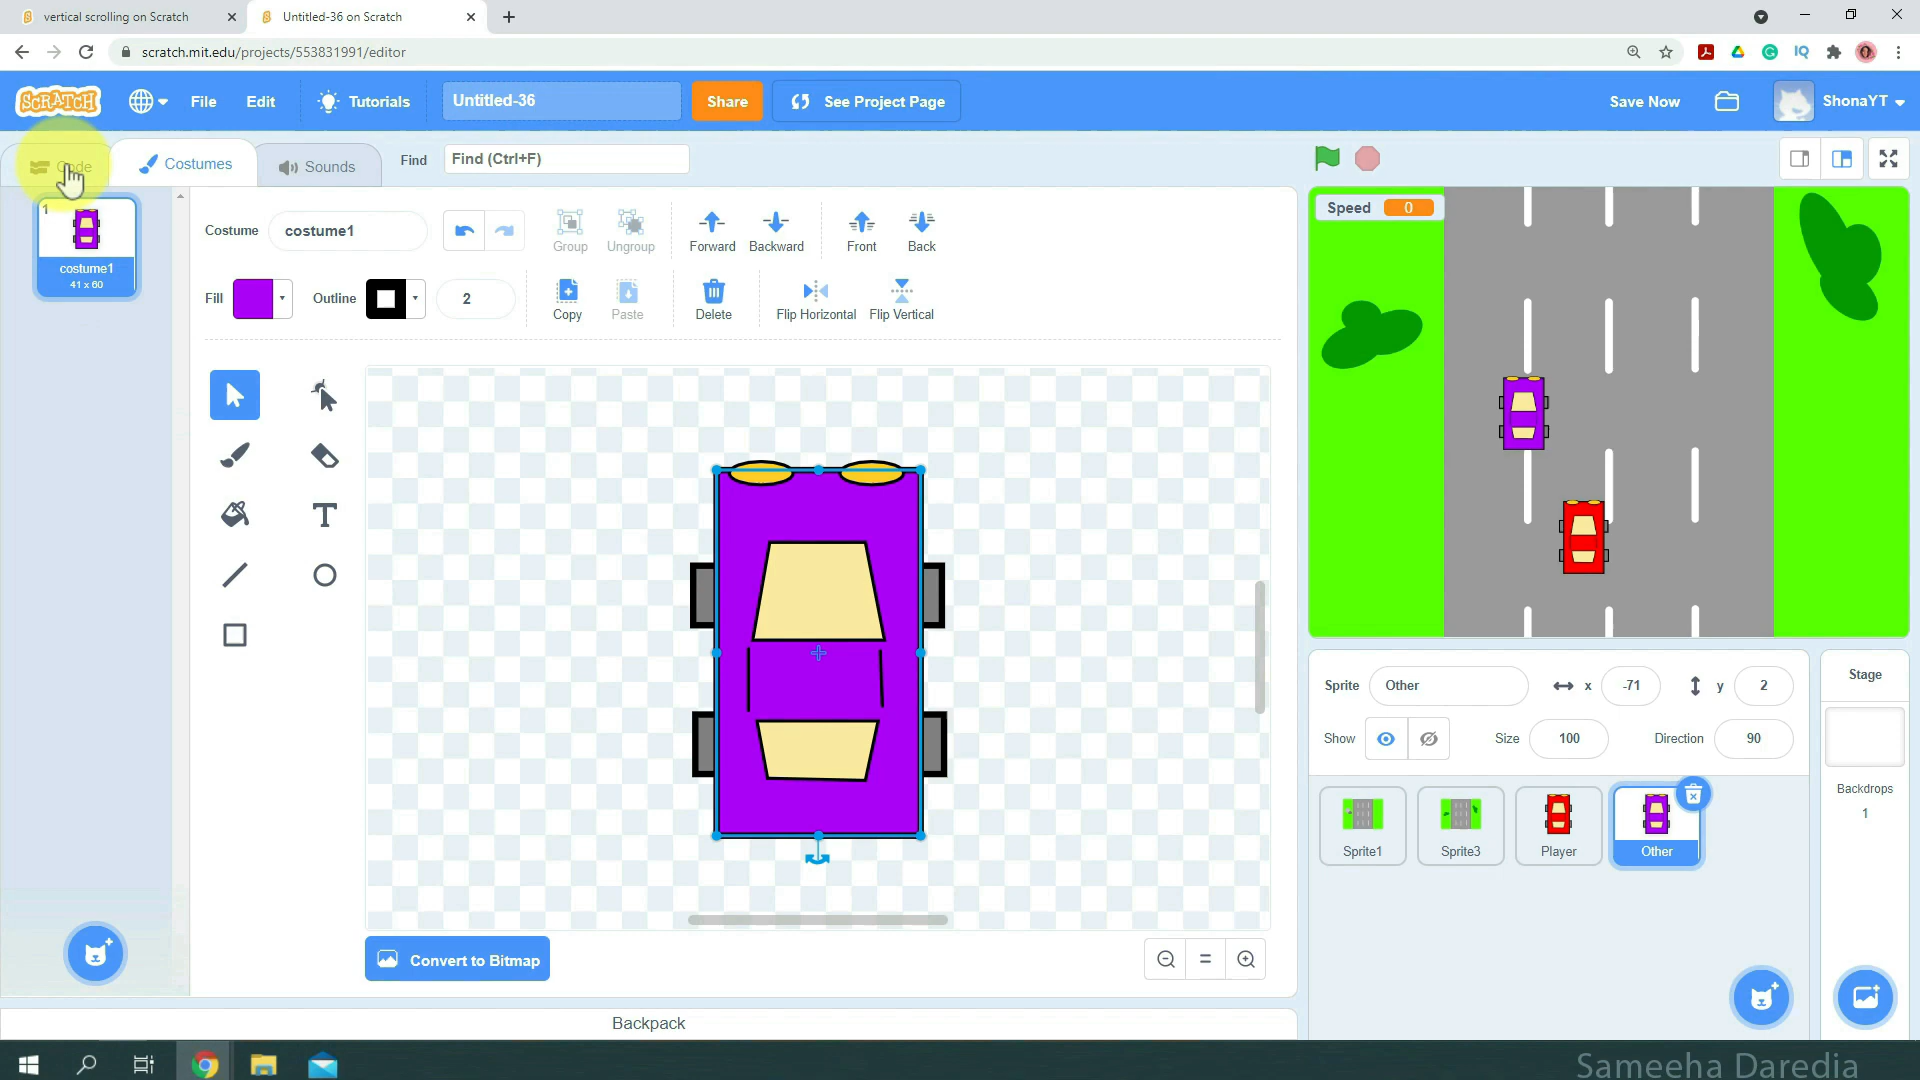 vertical scrolling on Scratch
Untitled-36 on Scratch
scratch.mit.edu/projects/553831991/editor
SCRATCH
File
Edit
Tutorials
Untitled-36
Share
See Project Page
Save Now
ShonaYT
Code
Costumes
Sounds
Find
Find (Ctrl+F)
1
costume1
41 x 60
Costume
costume1
Group
Ungroup
Forward
Backward
Front
Back
Fill
Outline
2
Copy
Paste
Delete
Flip Horizontal
Flip Vertical
T
Convert to Bitmap
Backpack
Speed 0
Sprite
Other
x
-71
y
2
Show
Size
100
Direction
90
Sprite1
Sprite3
Player
Other
Stage
Backdrops
1
IQ
Sameeha Daredia